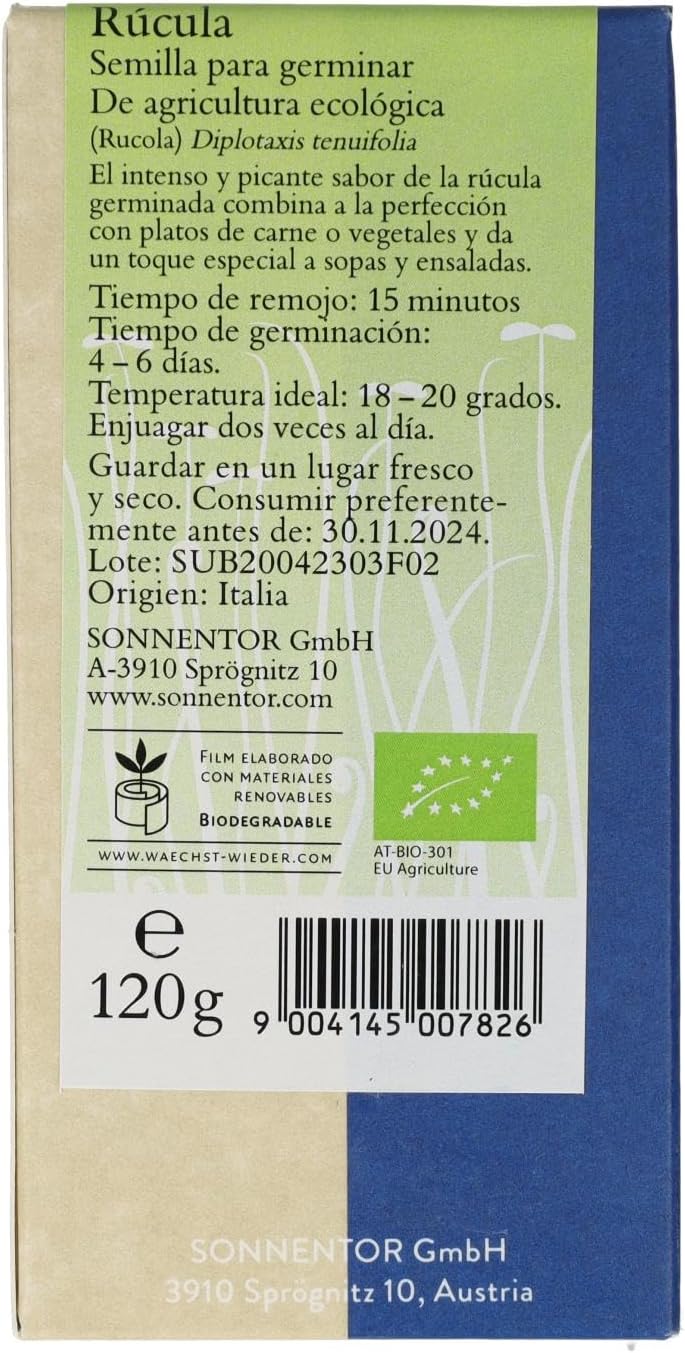 Rúcula
Semilla para germinar
De agricultura ecológica
(Rucola) Diplotaxis tenuifolia
El intenso y picante sabor de la rúcula
germinada combina a la perfección
con platos de carne o vegetales y da
un toque especial a sopas y ensaladas.
Tiempo de remojo: 15 minutos
Tiempo de germinación:
4 – 6 días.
Temperatura ideal: 18 – 20 grados.
Enjuagar dos veces al día.
Guardar en un lugar fresco
y seco. Consumir preferente-
mente antes de: 30.11.2024.
Lote: SUB20042303F02
Origien: Italia
SONNENTOR GmbH
A-3910 Sprögnitz 10
www.sonnentor.com
FILM ELABORADO
CON MATERIALES
RENOVABLES
BIODEGRADABLE
WWW.WAECHST-WIEDER.COM
AT-BIO-301
EU Agriculture
e
120g
9 004145 007826
SONNENTOR GmbH
3910 Sprögnitz 10, Austria